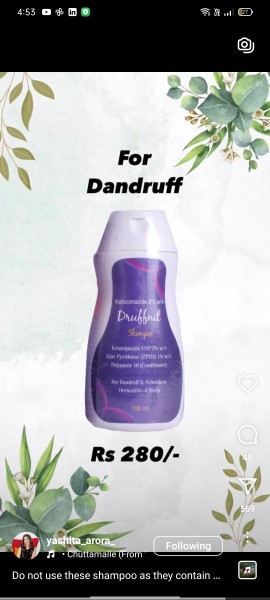 4:53
For
Dandruff
Ketoconazole 2% w/v
Druffnil
Shampoo
Ketoconazole USP 2% w/v
Zinc Pyrithione (ZPTO) 1% w/v
Polyquate 10 (Conditioner)
For Dandruff & Seborrhoeic
Dermatitis of Scalp
100 ml
Rs 280/-
48
569
yashita_arora_
Following
• Chuttamalle (From
Do not use these shampoo as they contain ...